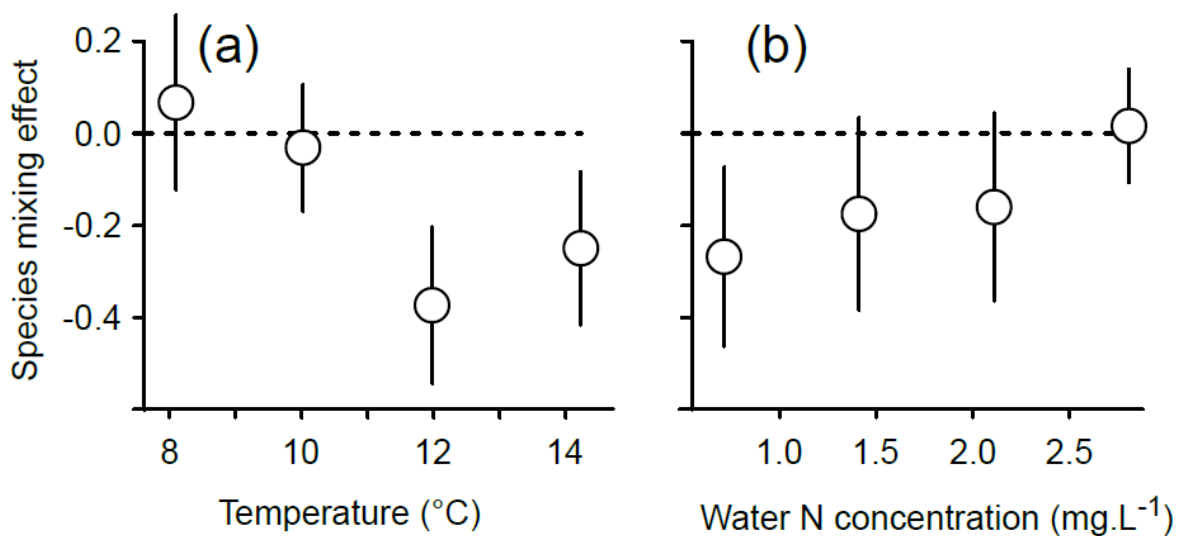 (a) (b)
Species mixing effect
0.2
0.0
-0.2
-0.4
8 10 12 14
1.0 1.5 2.0 2.5
Temperature (°C)
Water N concentration (mg.L⁻¹)